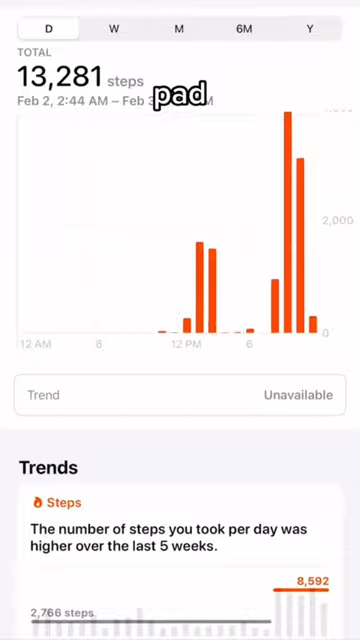 D W M 6M Y
TOTAL
13,281 steps
Feb 2, 2:44 AM – Feb
pad
2,000
0
12 AM 6 12 PM 6
Trend Unavailable
Trends
Steps
The number of steps you took per day was
higher over the last 5 weeks.
8,592
2,766 steps